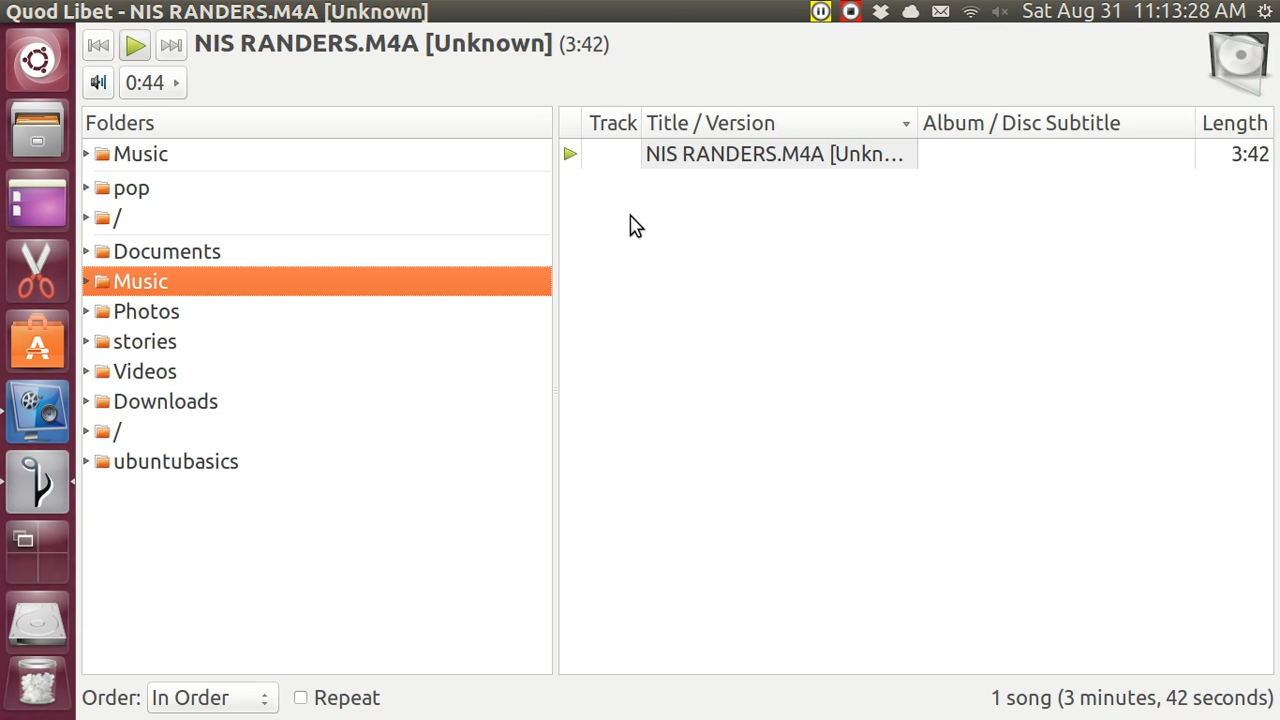 Quod Libet - NIS RANDERS.M4A [Unknown]
Sat Aug 31 11:13:28 AM
NIS RANDERS.M4A [Unknown] (3:42)
0:44
Folders
Music
pop
/
Documents
Music
Photos
stories
Videos
Downloads
/
ubuntubasics
Track Title / Version Album / Disc Subtitle Length
NIS RANDERS.M4A [Unkn... 3:42
Order: In Order Repeat
1 song (3 minutes, 42 seconds)